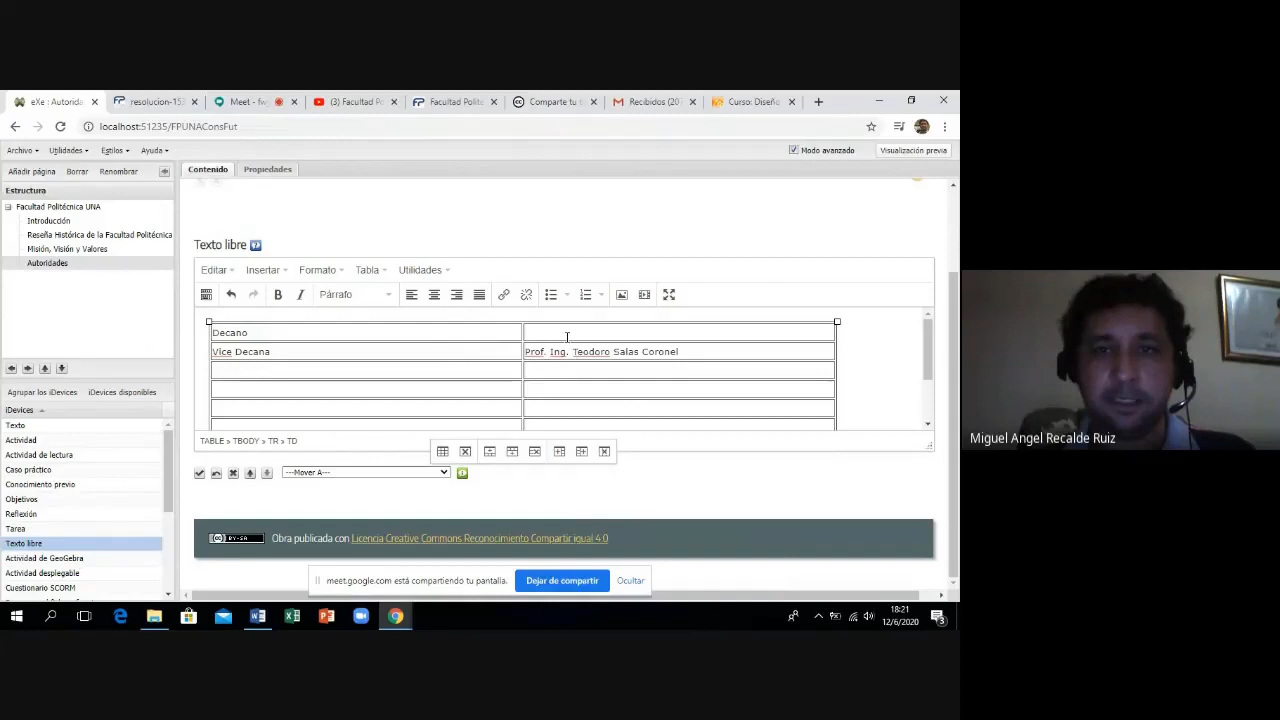 eXe : Autorida
resolucion-15
Meet - fw
(3) Facultad P
Facultad Polité
Comparte tu t
Recibidos (20
Curso: Diseño
localhost:51235/FPUNAConsFut
Archivo
Utilidades
Estilos
Ayuda
Modo avanzado
Visualización previa
Añadir página
Borrar
Renombrar
Contenido
Propiedades
Estructura
Facultad Politécnica UNA
Introducción
Reseña Histórica de la Facultad Politécnica
Misión, Visión y Valores
Autoridades
Texto libre
Editar
Insertar
Formato
Tabla
Utilidades
B
I
Párrafo
Decano
Vice Decana
Prof. Ing. Teodoro Salas Coronel
TABLE » TBODY » TR » TD
---Mover A---
Agrupar los iDevices
iDevices disponibles
iDevices
Texto
Actividad
Actividad de lectura
Caso práctico
Conocimiento previo
Objetivos
Reflexión
Tarea
Texto libre
Actividad de GeoGebra
Actividad desplegable
Cuestionario SCORM
cc BY-SA
Obra publicada con Licencia Creative Commons Reconocimiento Compartir igual 4.0
meet.google.com está compartiendo tu pantalla.
Dejar de compartir
Ocultar
18:21
12/6/2020
3
Miguel Angel Recalde Ruiz